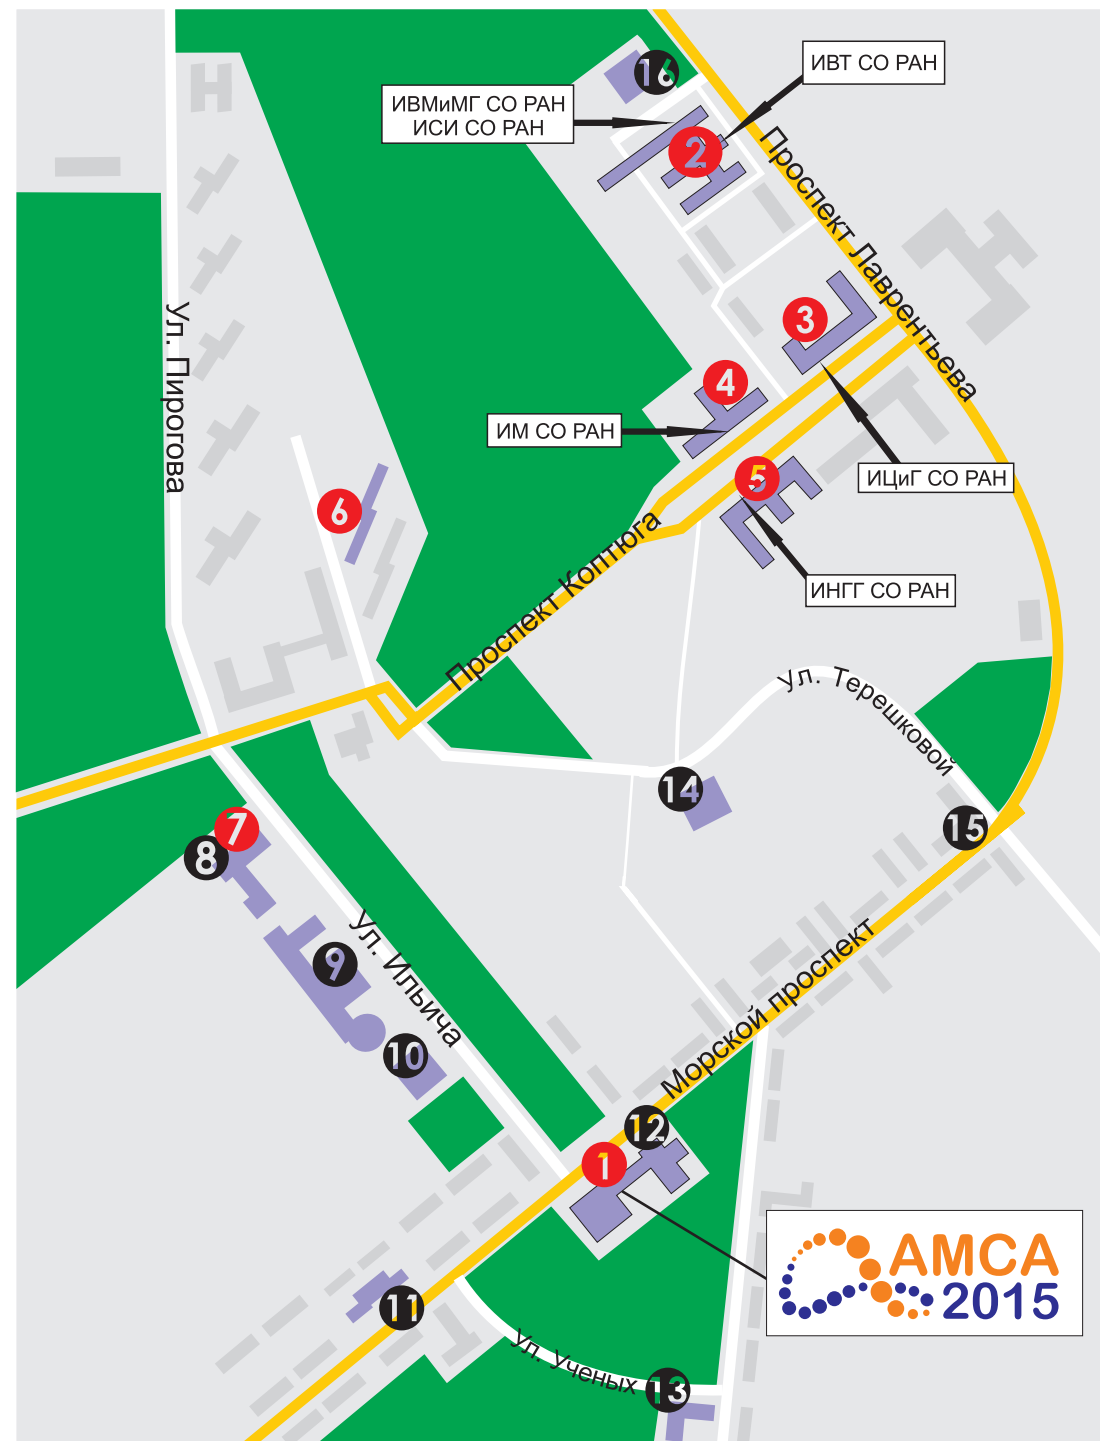 16
ИВТ СО РАН
ИВМиМГ СО РАН
ИСИ СО РАН
2
Проспект Лаврентьева
3
Ул. Пирогова
4
ИМ СО РАН
5
ИЦиГ СО РАН
6
ИНГГ СО РАН
Проспект Коптюга
Ул. Терешковой
14
15
7
8
9
Ул. Ильича
10
Морской проспект
12
1
АМСА
2015
11
Ул. Ученых
13